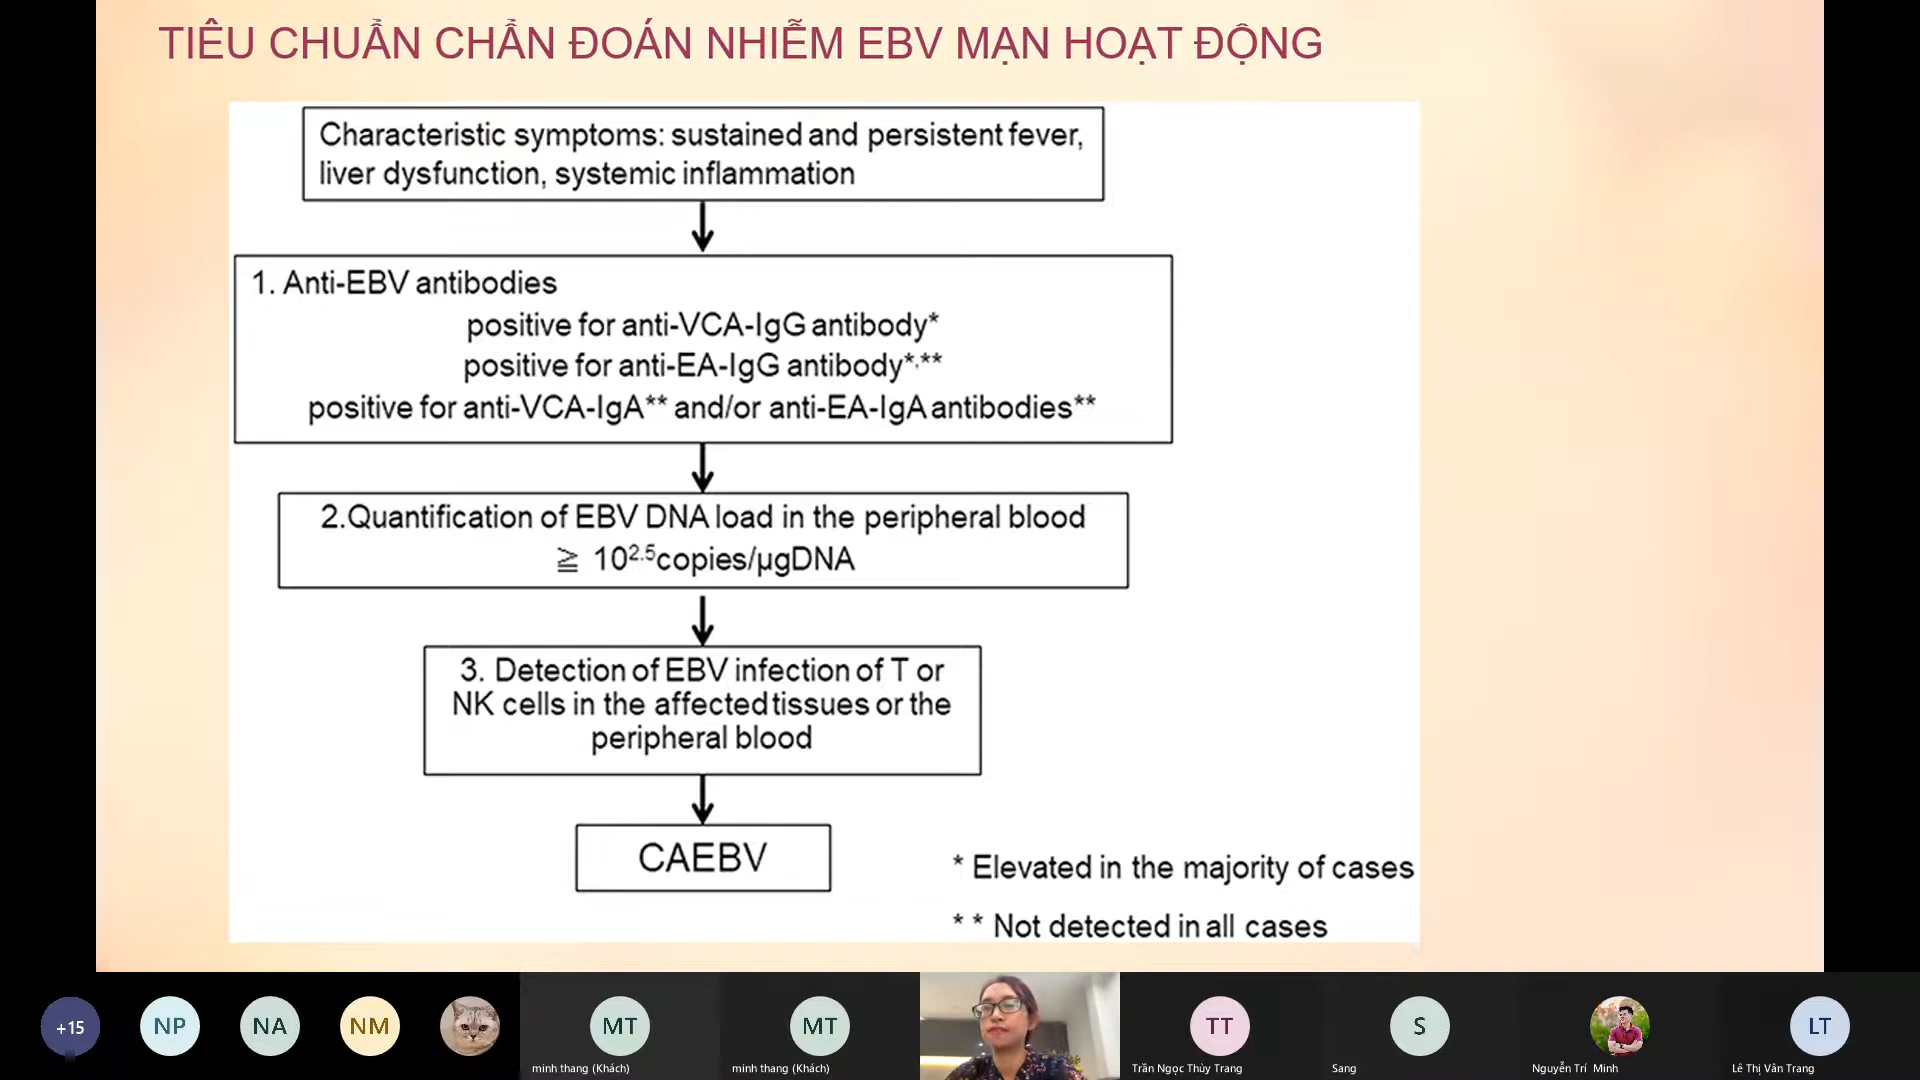 TIÊU CHUẨN CHẨN ĐOÁN NHIỄM EBV MẠN HOẠT ĐỘNG
Characteristic symptoms: sustained and persistent fever,
liver dysfunction, systemic inflammation
1. Anti-EBV antibodies
positive for anti-VCA-IgG antibody*
positive for anti-EA-IgG antibody*,**
positive for anti-VCA-IgA** and/or anti-EA-IgA antibodies**
2.Quantification of EBV DNA load in the peripheral blood
≧ 10^2.5copies/µgDNA
3. Detection of EBV infection of T or
NK cells in the affected tissues or the
peripheral blood
CAEBV
* Elevated in the majority of cases
* * Not detected in all cases
+15
NP
NA
NM
MT
minh thang (Khách)
MT
minh thang (Khách)
TT
Trần Ngọc Thùy Trang
S
Sang
Nguyễn Trí Minh
LT
Lê Thị Vân Trang